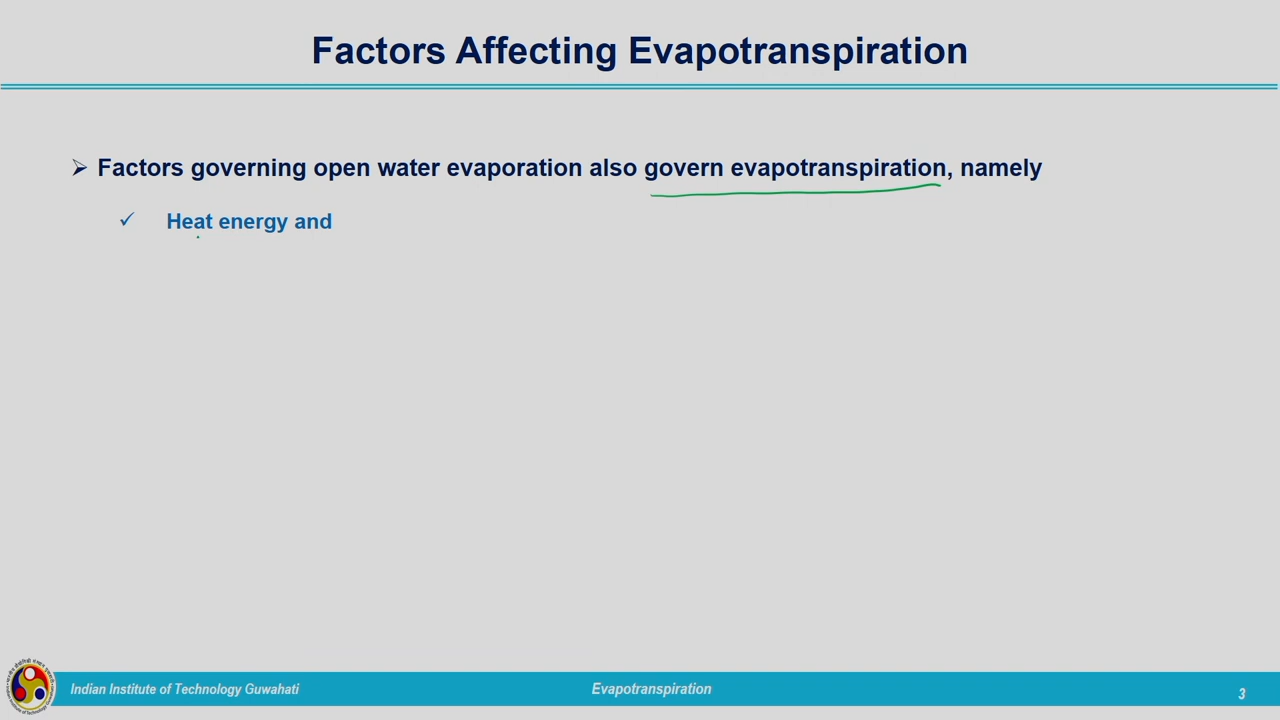 Factors Affecting Evapotranspiration
➢ Factors governing open water evaporation also govern evapotranspiration, namely
✓ Heat energy and
Indian Institute of Technology Guwahati
Evapotranspiration
3